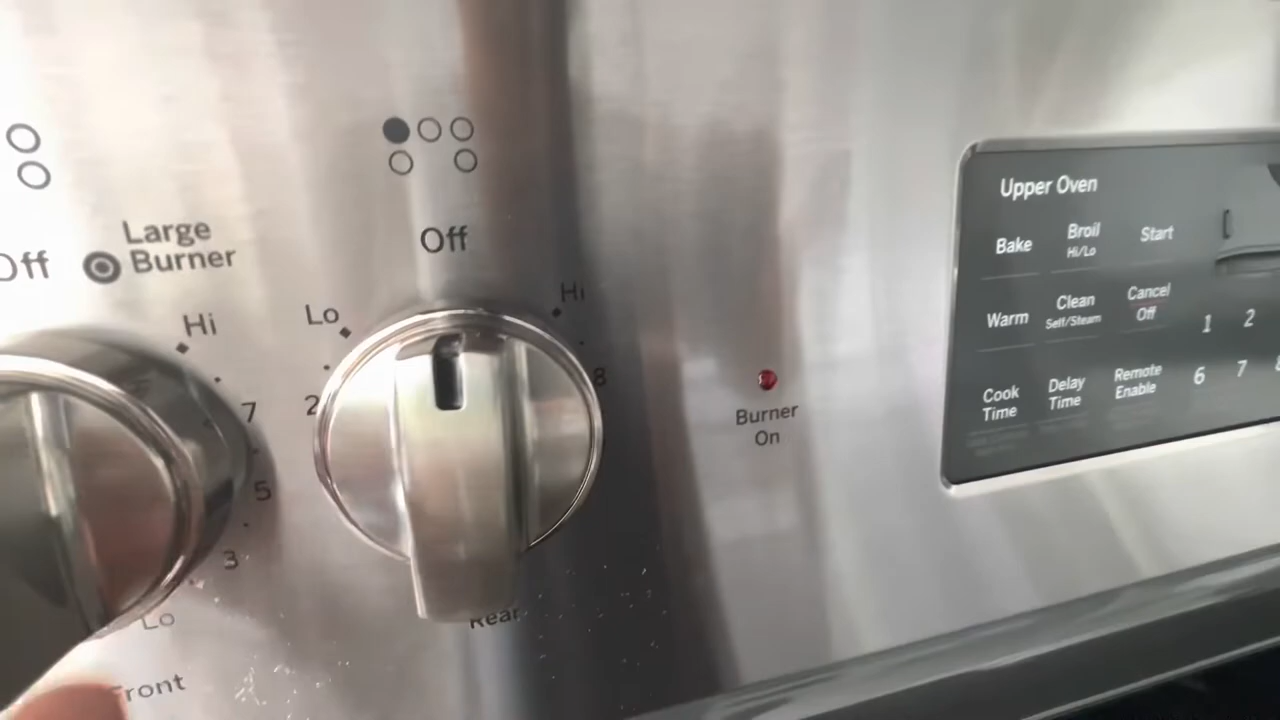 Off
Large
Burner
Hi
7
5
3
Lo
Front
Off
Lo
Hi
2
8
Rear
Burner
On
Upper Oven
Bake
Broil
Hi/Lo
Start
Warm
Clean
Self/Steam
Cancel
Off
1 2
Cook
Time
Delay
Time
Remote
Enable
6 7 8